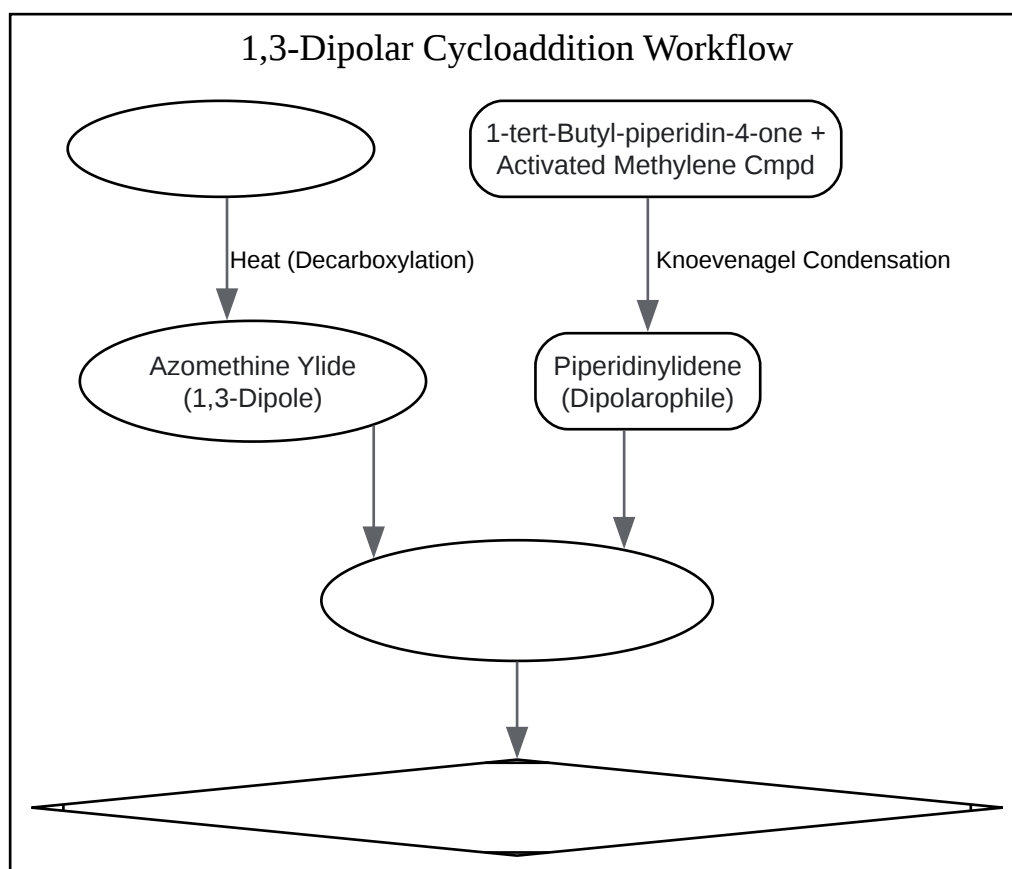 1,3-Dipolar Cycloaddition Workflow
1-tert-Butyl-piperidin-4-one +
Activated Methylene Cmpd
Heat (Decarboxylation)
Knoevenagel Condensation
Azomethine Ylide
(1,3-Dipole)
Piperidinylidene
(Dipolarophile)